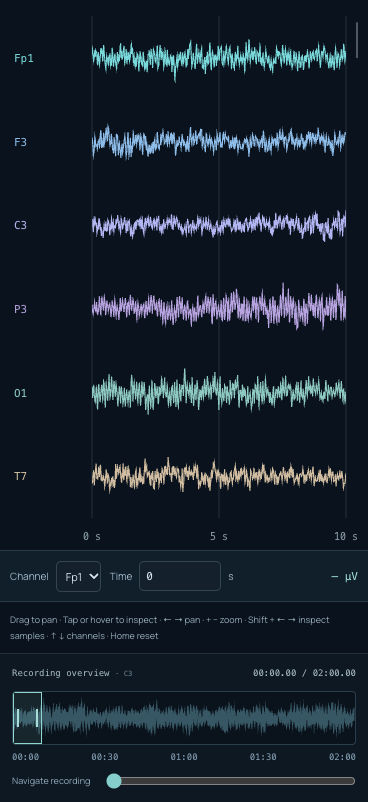 Fp1
F3
C3
P3
O1
T7
0 s 5 s 10 s
Channel Fp1 Time 0 s — µV
Drag to pan · Tap or hover to inspect · ← → pan · + − zoom · Shift + ← → inspect
samples · ↑ ↓ channels · Home reset
Recording overview · C3 00:00.00 / 02:00.00
00:00 00:30 01:00 01:30 02:00
Navigate recording